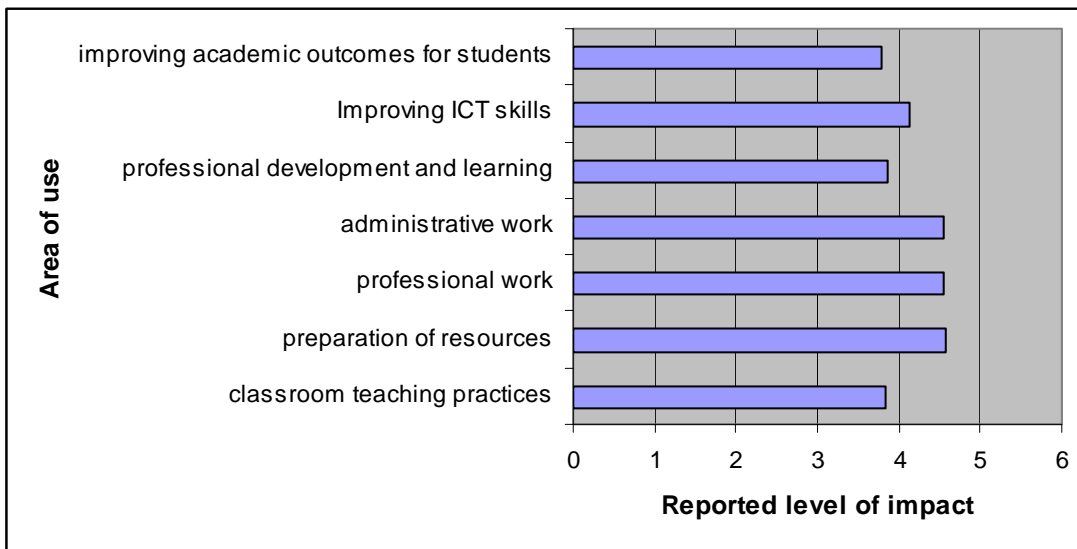 improving academic outcomes for students
Improving ICT skills
professional development and learning
administrative work
professional work
preparation of resources
classroom teaching practices
Area of use
0 1 2 3 4 5 6
Reported level of impact